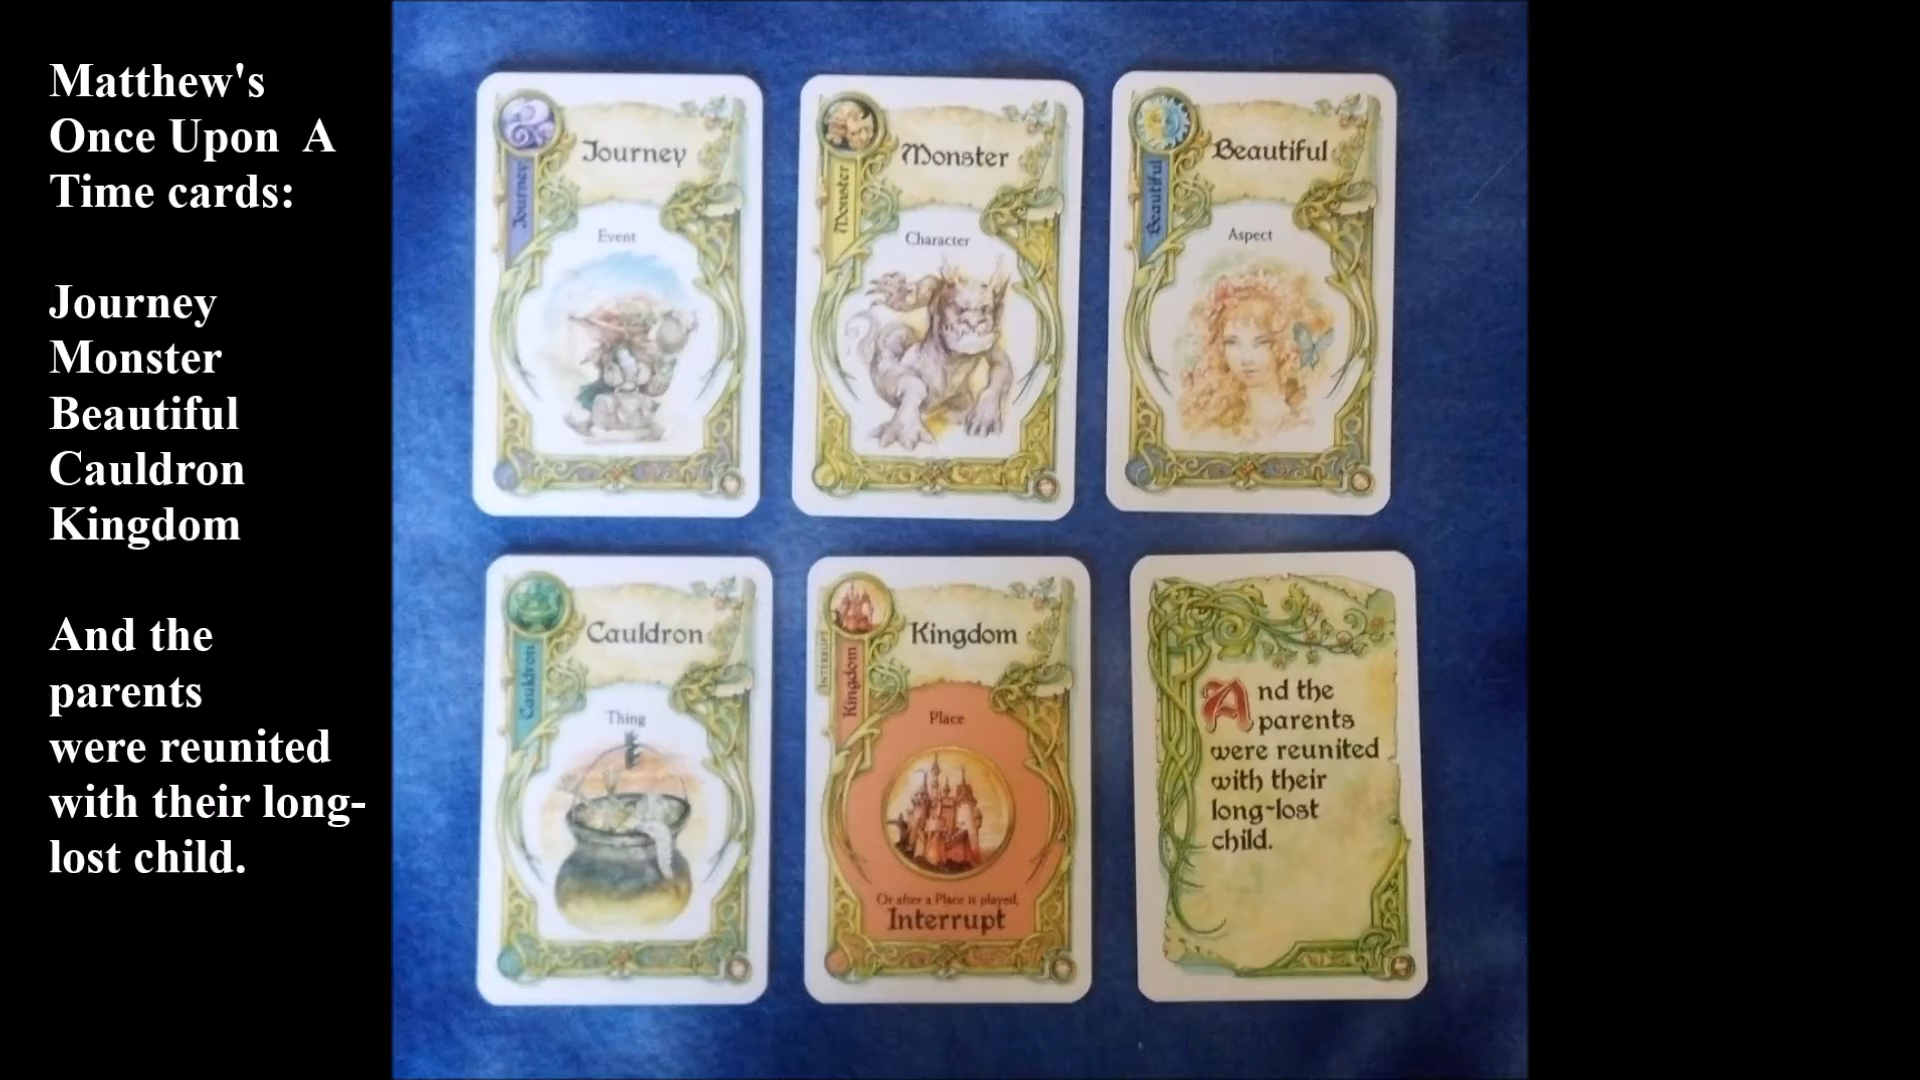 Matthew's
Once Upon A
Time cards:
Journey
Monster
Beautiful
Cauldron
Kingdom
And the
parents
were reunited
with their long-
lost child.
Journey
Journey
Event
Monster
Monster
Character
Beautiful
Beautiful
Aspect
Cauldron
Cauldron
Thing
Kingdom
INTERRUPT
Kingdom
Place
Or after a Place is played,
Interrupt
And the
parents
were reunited
with their
long-lost
child.